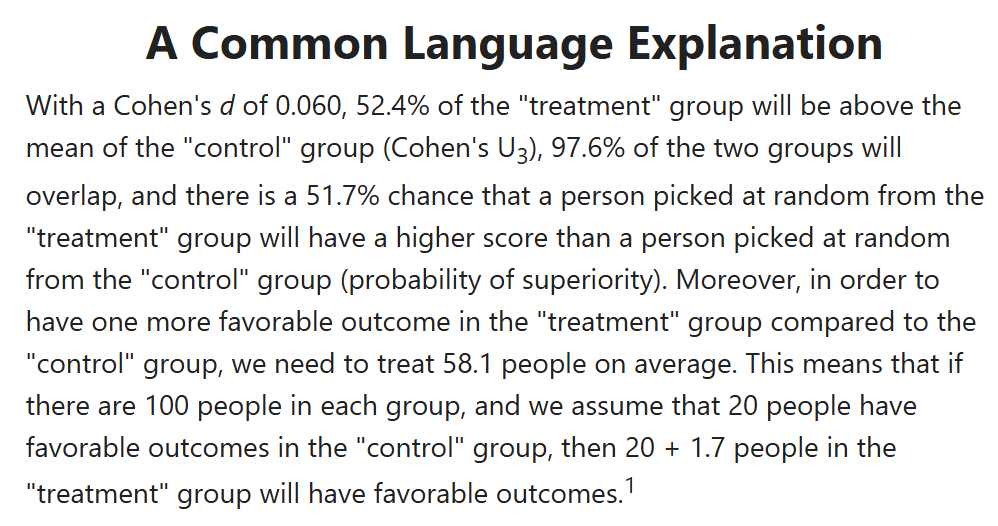 A Common Language Explanation
With a Cohen's d of 0.060, 52.4% of the "treatment" group will be above the
mean of the "control" group (Cohen's U₃), 97.6% of the two groups will
overlap, and there is a 51.7% chance that a person picked at random from the
"treatment" group will have a higher score than a person picked at random
from the "control" group (probability of superiority). Moreover, in order to
have one more favorable outcome in the "treatment" group compared to the
"control" group, we need to treat 58.1 people on average. This means that if
there are 100 people in each group, and we assume that 20 people have
favorable outcomes in the "control" group, then 20 + 1.7 people in the
"treatment" group will have favorable outcomes.¹